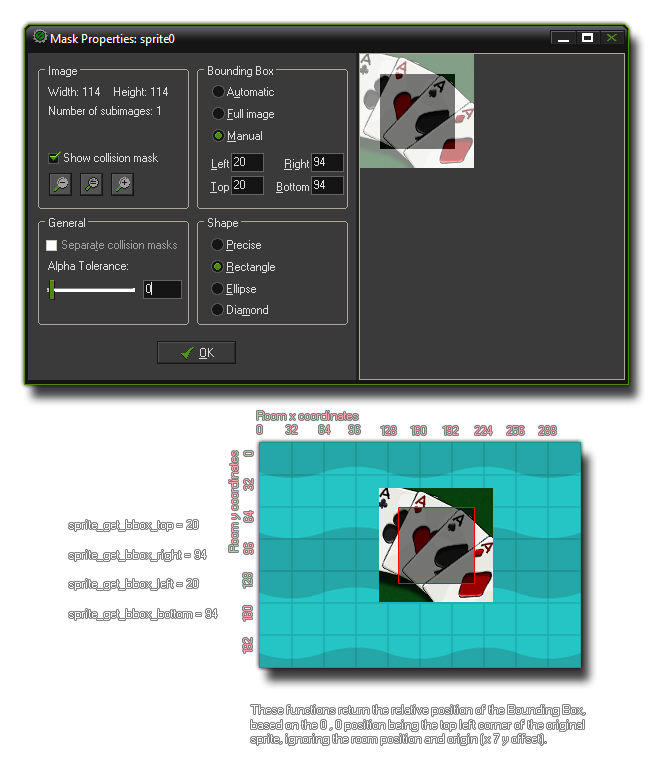 Mask Properties: sprite0
Image
Width: 114 Height: 114
Number of subimages: 1
Show collision mask
Bounding Box
Automatic
Full image
Manual
Left 20 Right 94
Top 20 Bottom 94
General
Separate collision masks
Alpha Tolerance:
0
Shape
Precise
Rectangle
Ellipse
Diamond
OK
A
A
A
Room x coordinates
0 32 64 96 128 160 192 224 256 288
Room y coordinates
0 32 64 96 128 160 192
A
A
A
sprite_get_bbox_top = 20
sprite_get_bbox_right = 94
sprite_get_bbox_left = 20
sprite_get_bbox_bottom = 94
These functions return the relative position of the Bounding Box,
based on the 0 , 0 position being the top left corner of the original
sprite, ignoring the room position and origin (x 7 y offset).